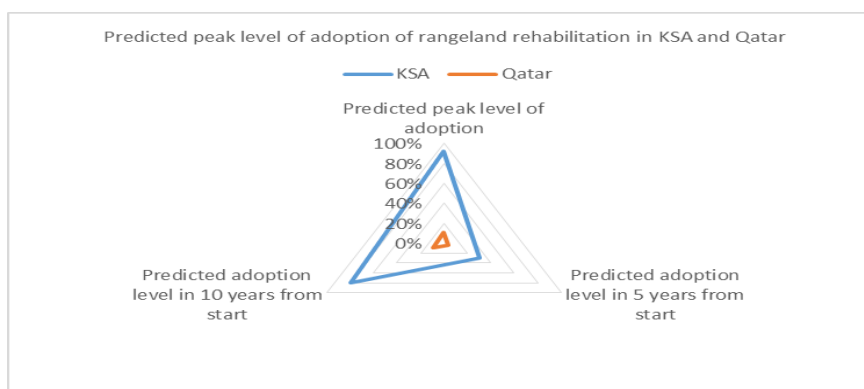 Predicted peak level of adoption of rangeland rehabilitation in KSA and Qatar
KSA
Qatar
Predicted peak level of
adoption
100%
80%
60%
40%
20%
0%
Predicted adoption
level in 10 years from
start
Predicted adoption
level in 5 years from
start